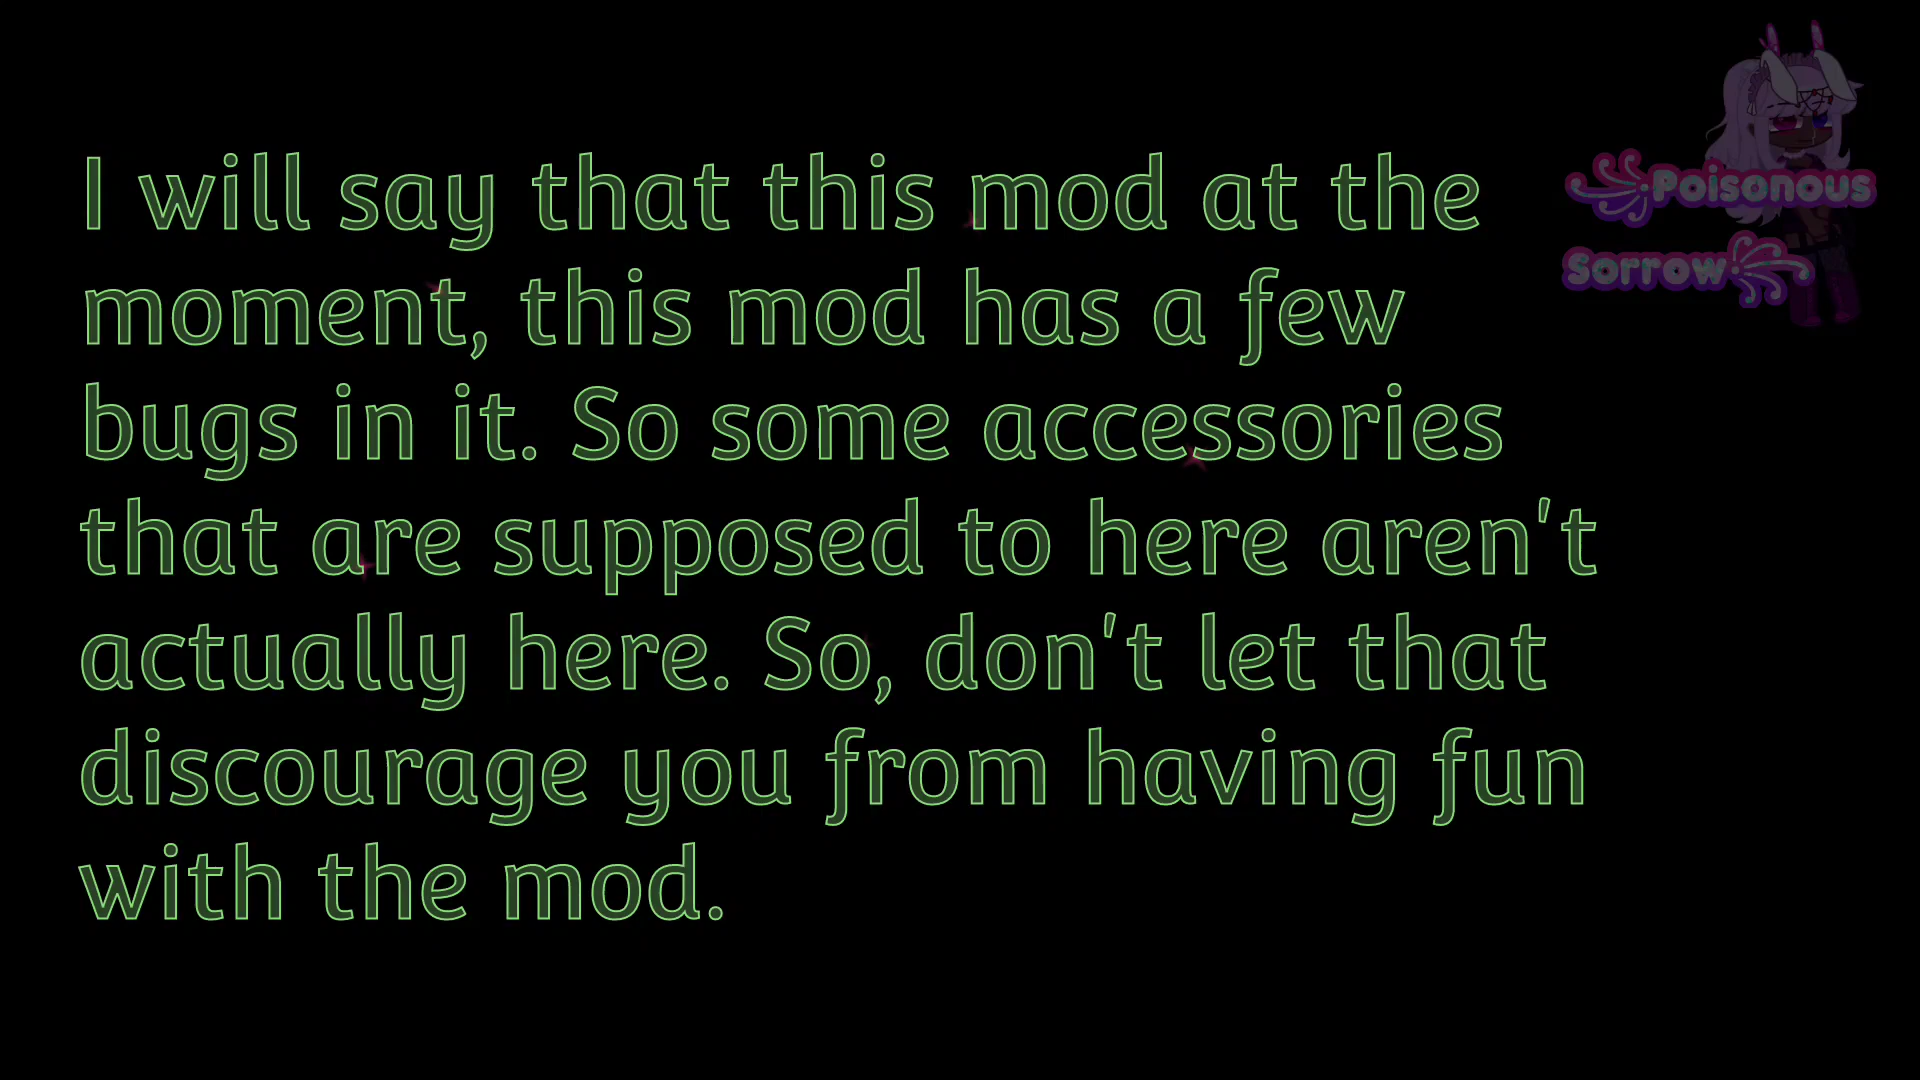 I will say that this mod at the
moment, this mod has a few
bugs in it. So some accessories
that are supposed to here aren't
actually here. So, don't let that
discourage you from having fun
with the mod.
Poisonous
Sorrow